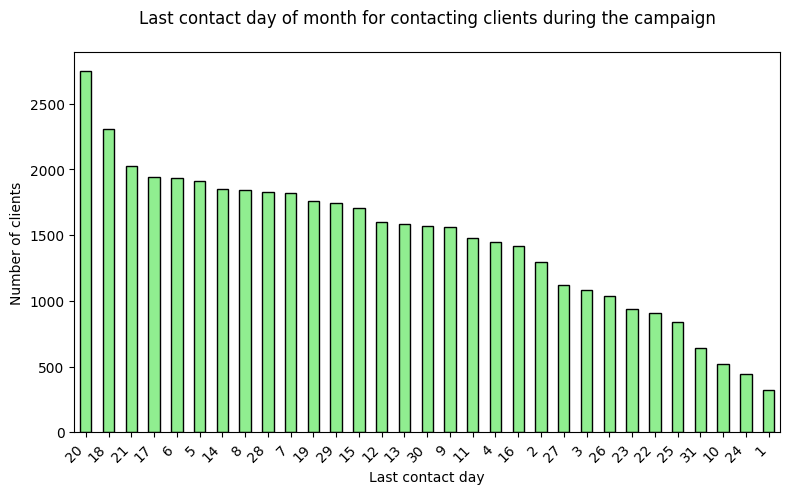 Last contact day of month for contacting clients during the campaign
Number of clients
2500
2000
1500
1000
500
0
20 18 21 17 6 5 14 8 28 7 19 29 15 12 13 30 9 11 4 16 2 27 3 26 23 22 25 31 10 24 1
Last contact day